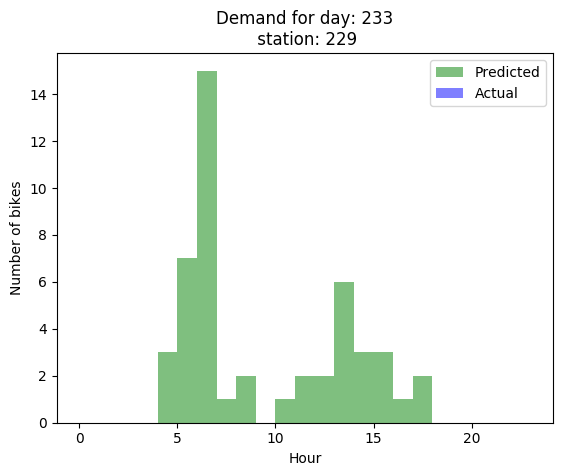 Demand for day: 233
station: 229
Predicted
Actual
Number of bikes
14
12
10
8
6
4
2
0
0 5 10 15 20
Hour